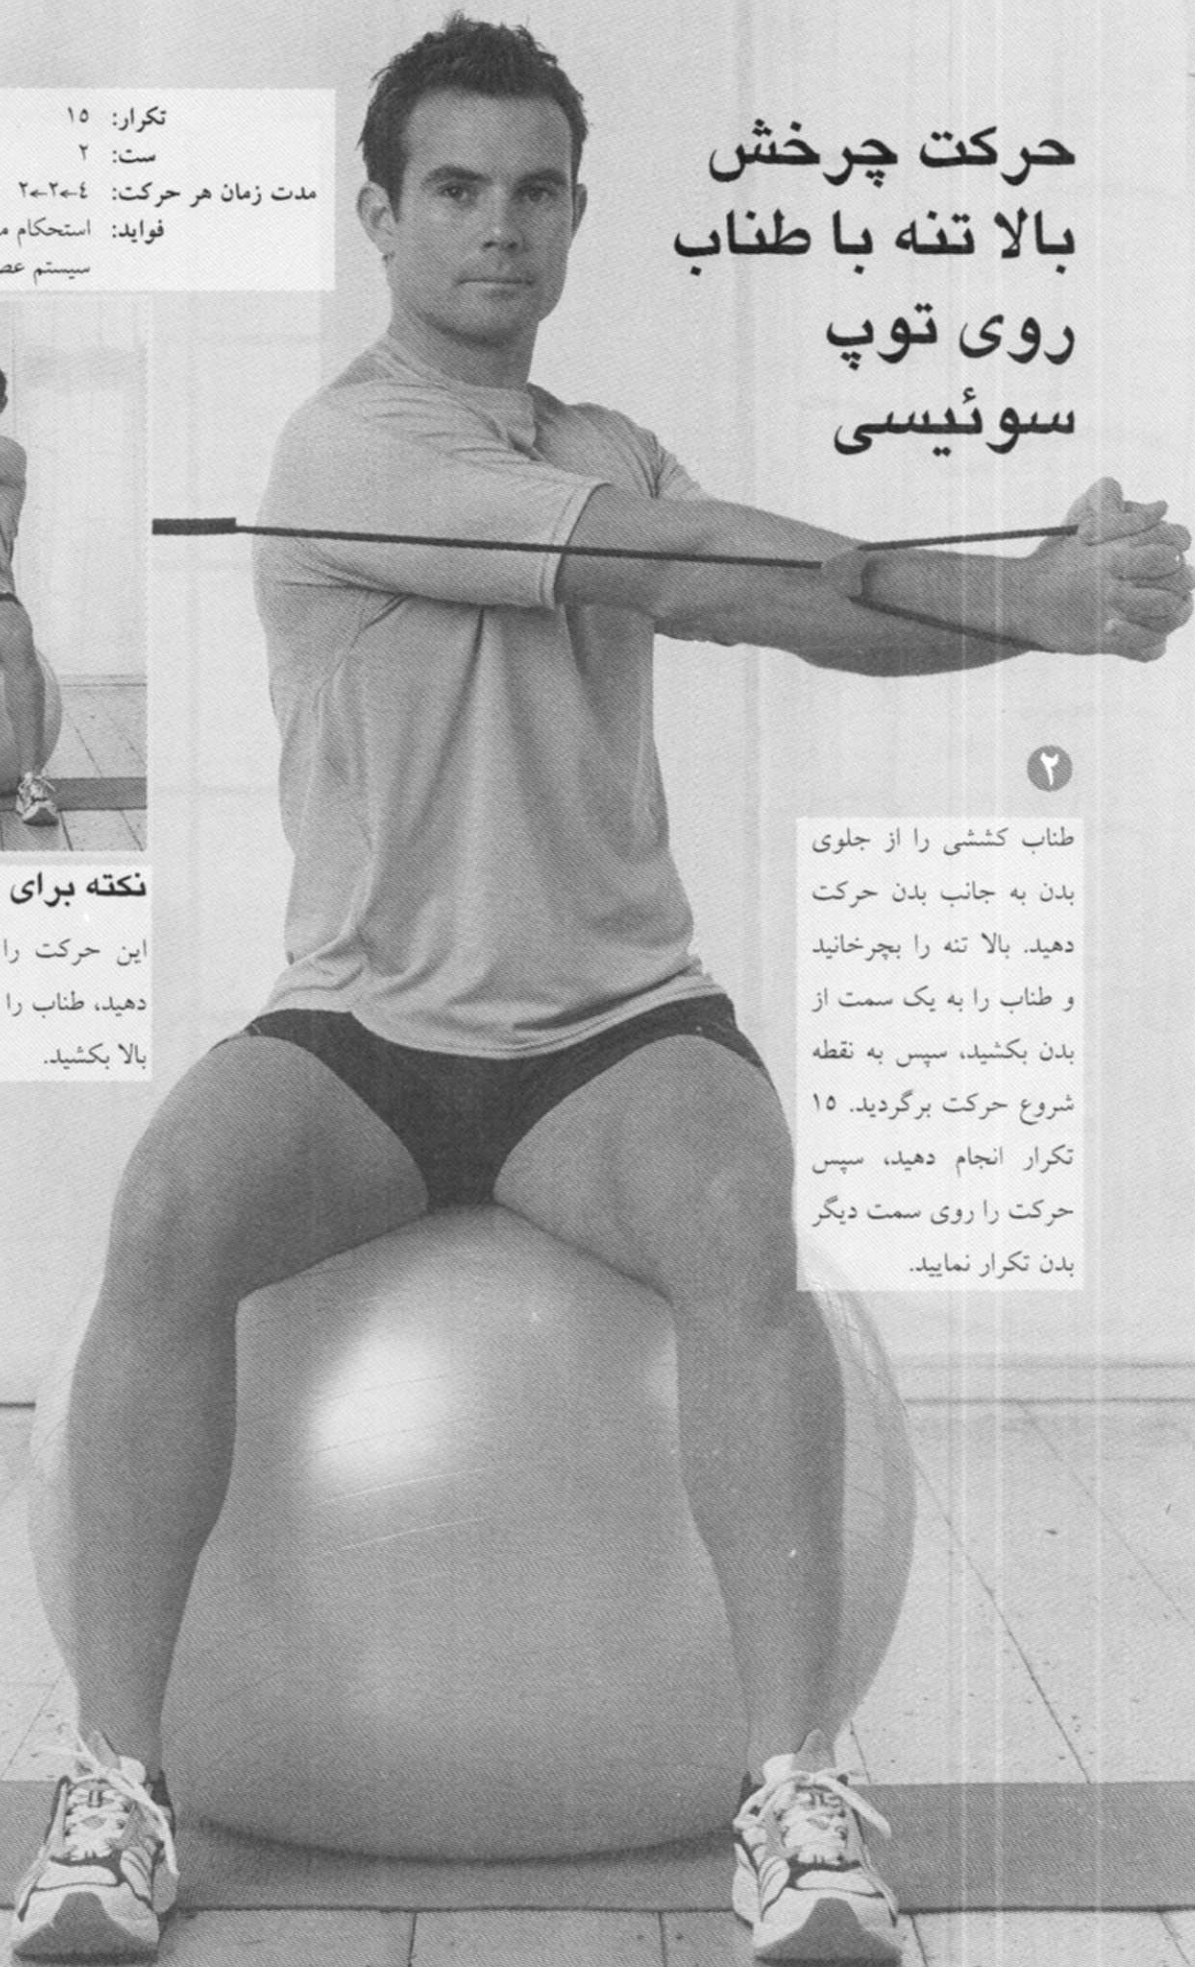 حرکت چرخش
بالا تنه با طناب
روی توپ
سوئیسی
تکرار: ۱۵
ست: ۲
مدت زمان هر حرکت: ٤←۲←۲
فواید: استحکام
سیستم
۲
طناب کششی را از جلوی
بدن به جانب بدن حرکت
دهید. بالا تنه را بچرخانید
و طناب را به یک سمت از
بدن بکشید، سپس به نقطه
شروع حرکت برگردید. ۱۵
تکرار انجام دهید، سپس
حرکت را روی سمت دیگر
بدن تکرار نمایید.
نکته برای
این حرکت را
دهید، طناب را
بالا بکشید.